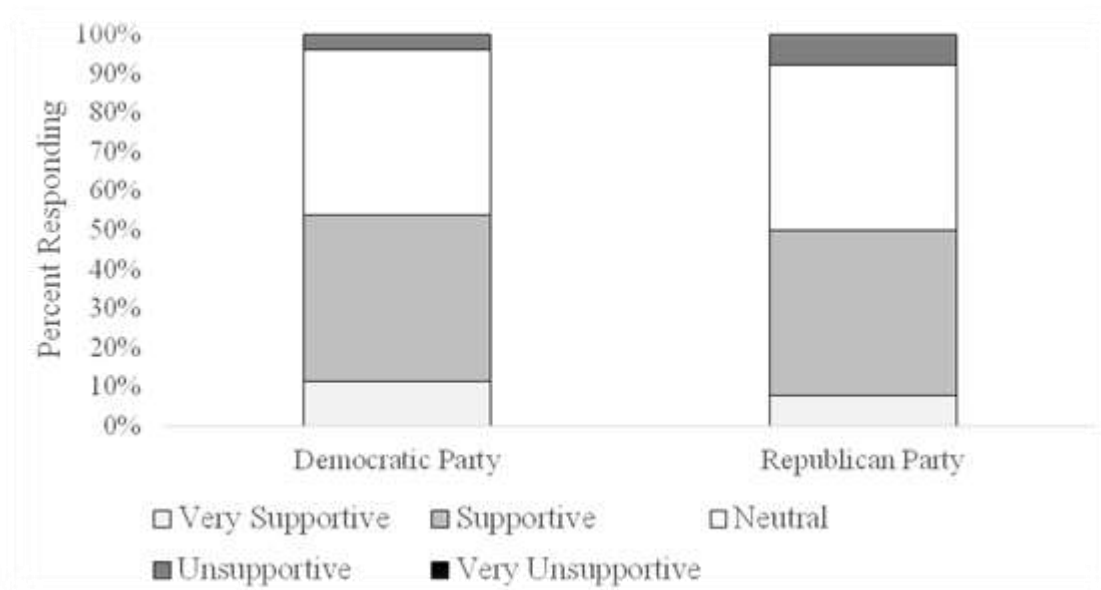 100%
90%
80%
70%
60%
50%
40%
30%
20%
10%
0%
Percent Responding
Democratic Party
Republican Party
Very Supportive
Supportive
Neutral
Unsupportive
Very Unsupportive